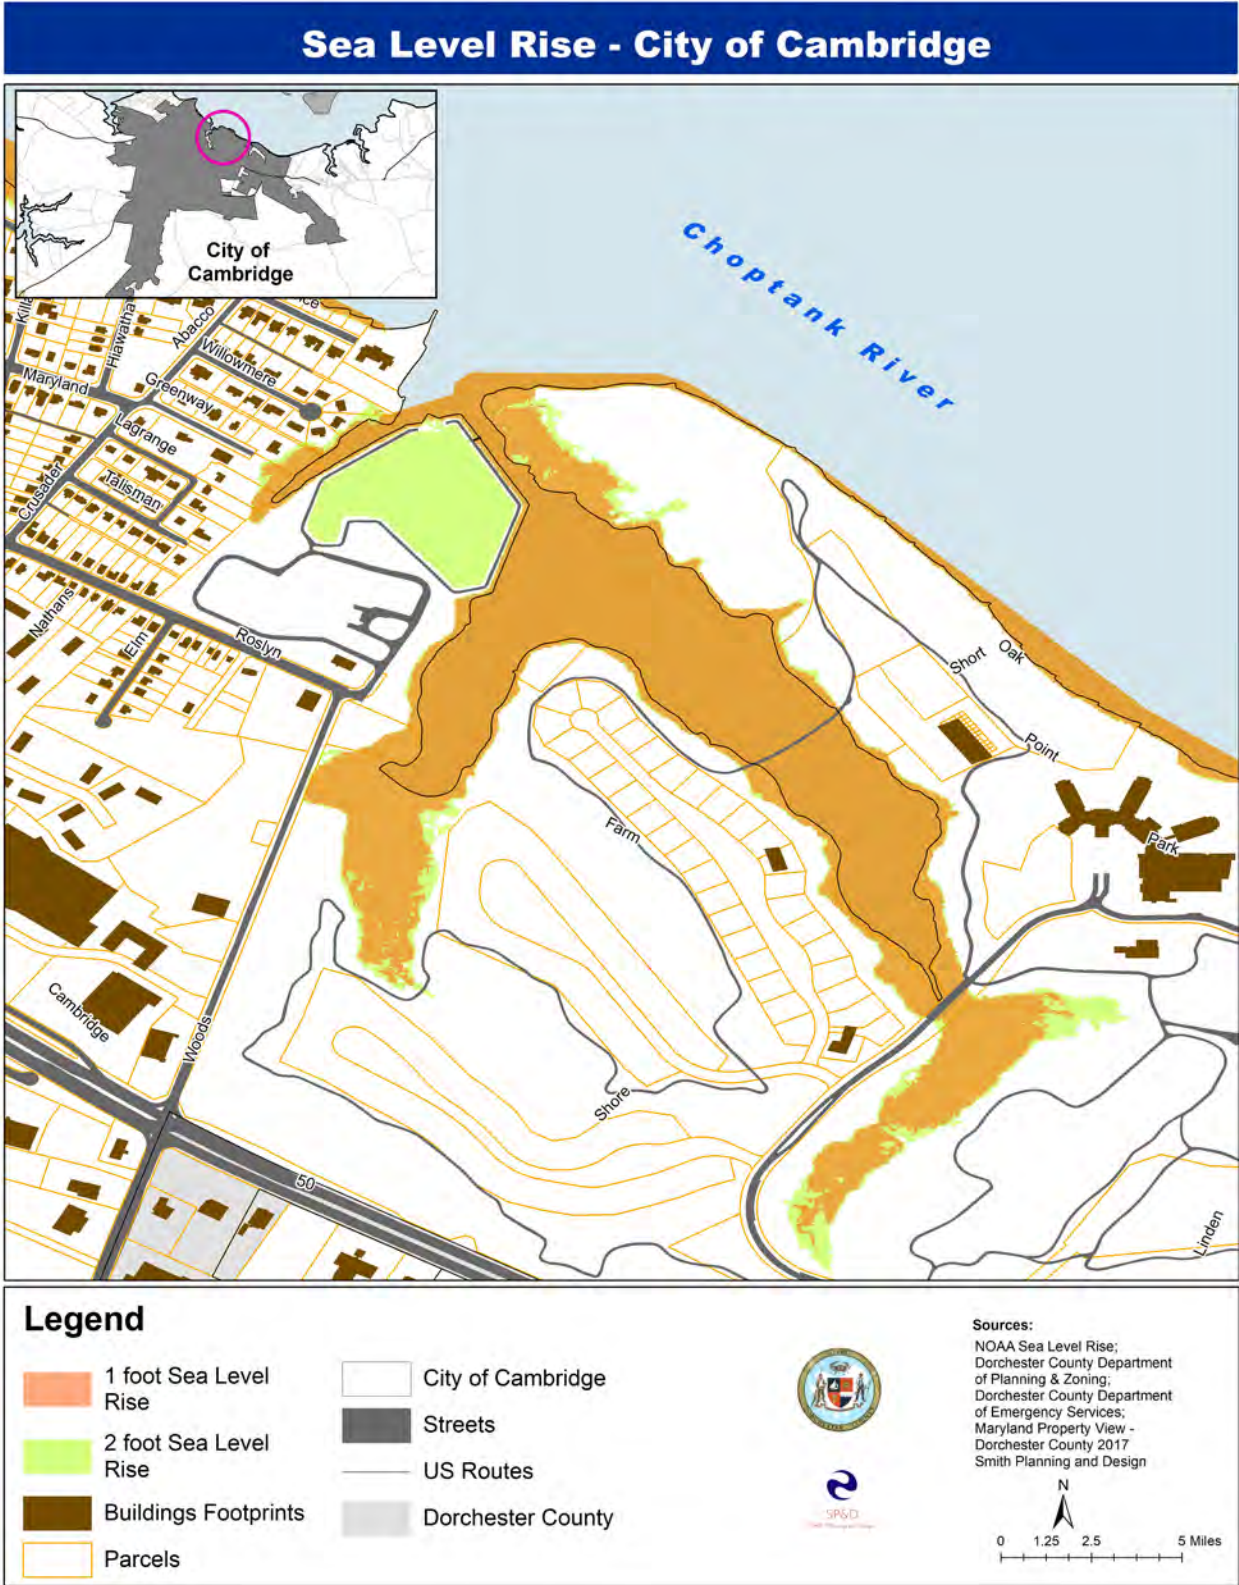 Sea Level Rise - City of Cambridge
City of
Cambridge
Choptank River
Hiawatha
Abacco
Willowmere
Maryland
Greenway
Lagrange
Talisman
Crusader
Nathans
Elm
Roslyn
Short
Oak
Point
Farm
Park
Cambridge
Woods
Shore
50
Linden
Legend
1 foot Sea Level
Rise
2 foot Sea Level
Rise
Buildings Footprints
Parcels
City of Cambridge
Streets
US Routes
Dorchester County
SP&D
Sources:
NOAA Sea Level Rise;
Dorchester County Department
of Planning & Zoning;
Dorchester County Department
of Emergency Services;
Maryland Property View -
Dorchester County 2017
Smith Planning and Design
N
0 1.25 2.5 5 Miles